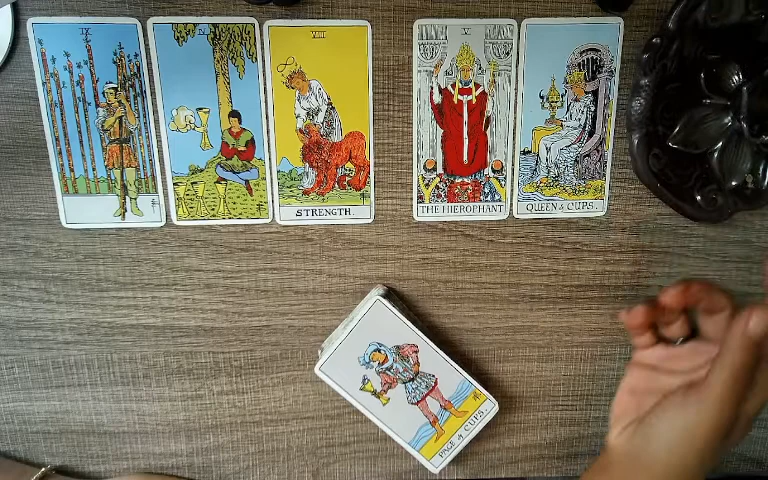 IX
IV
VIII
STRENGTH.
V
THE HIEROPHANT
QUEEN of CUPS.
PAGE of CUPS.